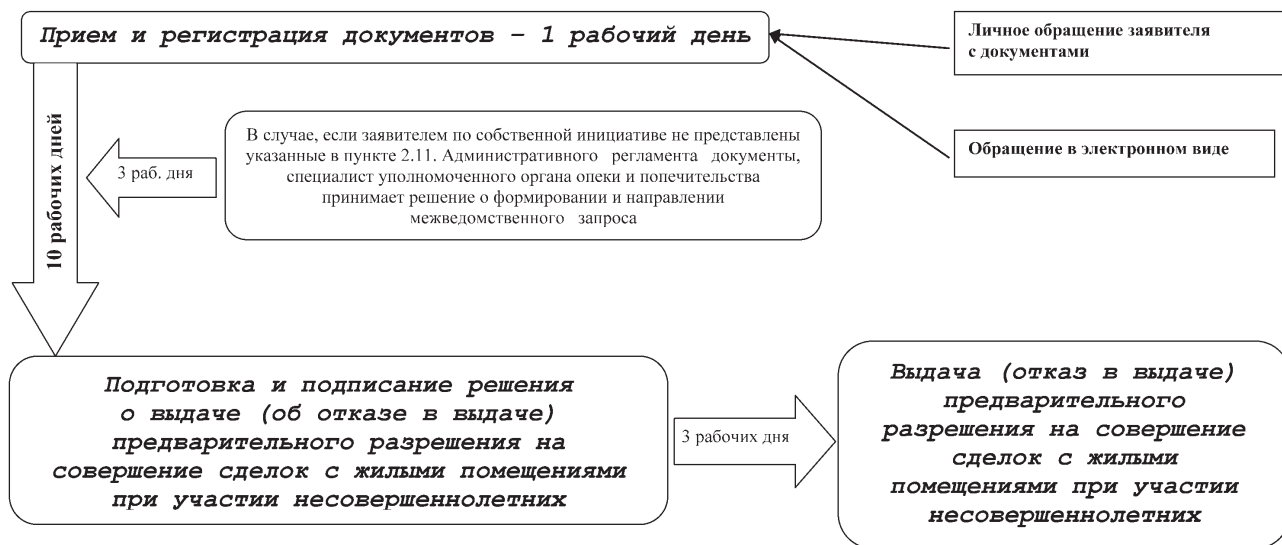 Прием и регистрация документов – 1 рабочий день
Личное обращение заявителя
с документами
Обращение в электронном виде
10 рабочих дней
3 раб. дня
В случае, если заявителем по собственной инициативе не представлены
указанные в пункте 2.11. Административного регламента документы,
специалист уполномоченного органа опеки и попечительства
принимает решение о формировании и направлении
межведомственного запроса
Подготовка и подписание решения
о выдаче (об отказе в выдаче)
предварительного разрешения на
совершение сделок с жилыми помещениями
при участии несовершеннолетних
3 рабочих дня
Выдача (отказ в выдаче)
предварительного
разрешения на совершение
сделок с жилыми
помещениями при участии
несовершеннолетних